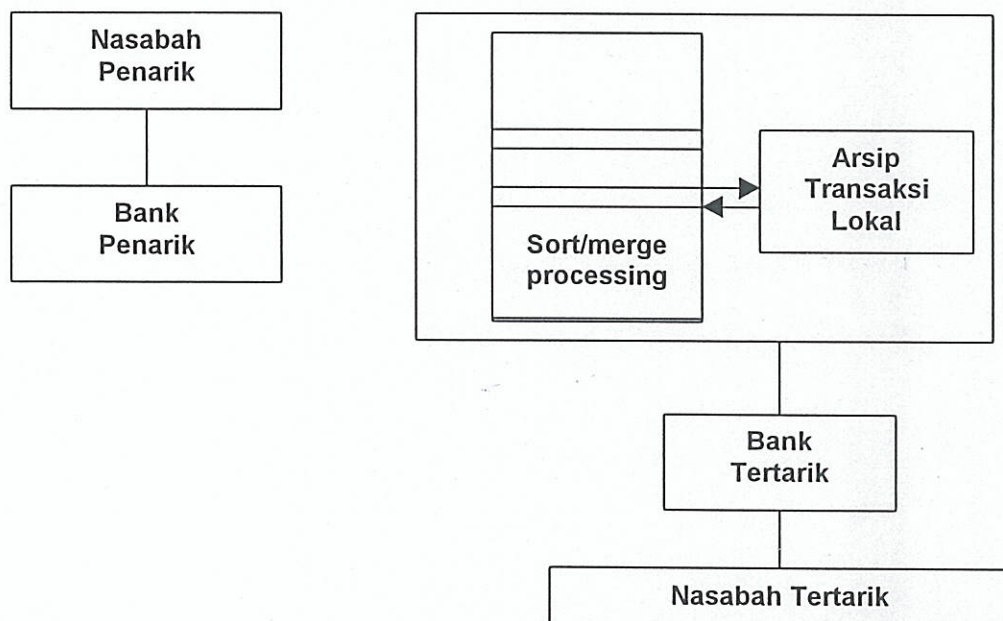 Nasabah
Penarik
Bank
Penarik
Arsip
Transaksi
Lokal
Sort/merge
processing
Bank
Tertarik
Nasabah Tertarik